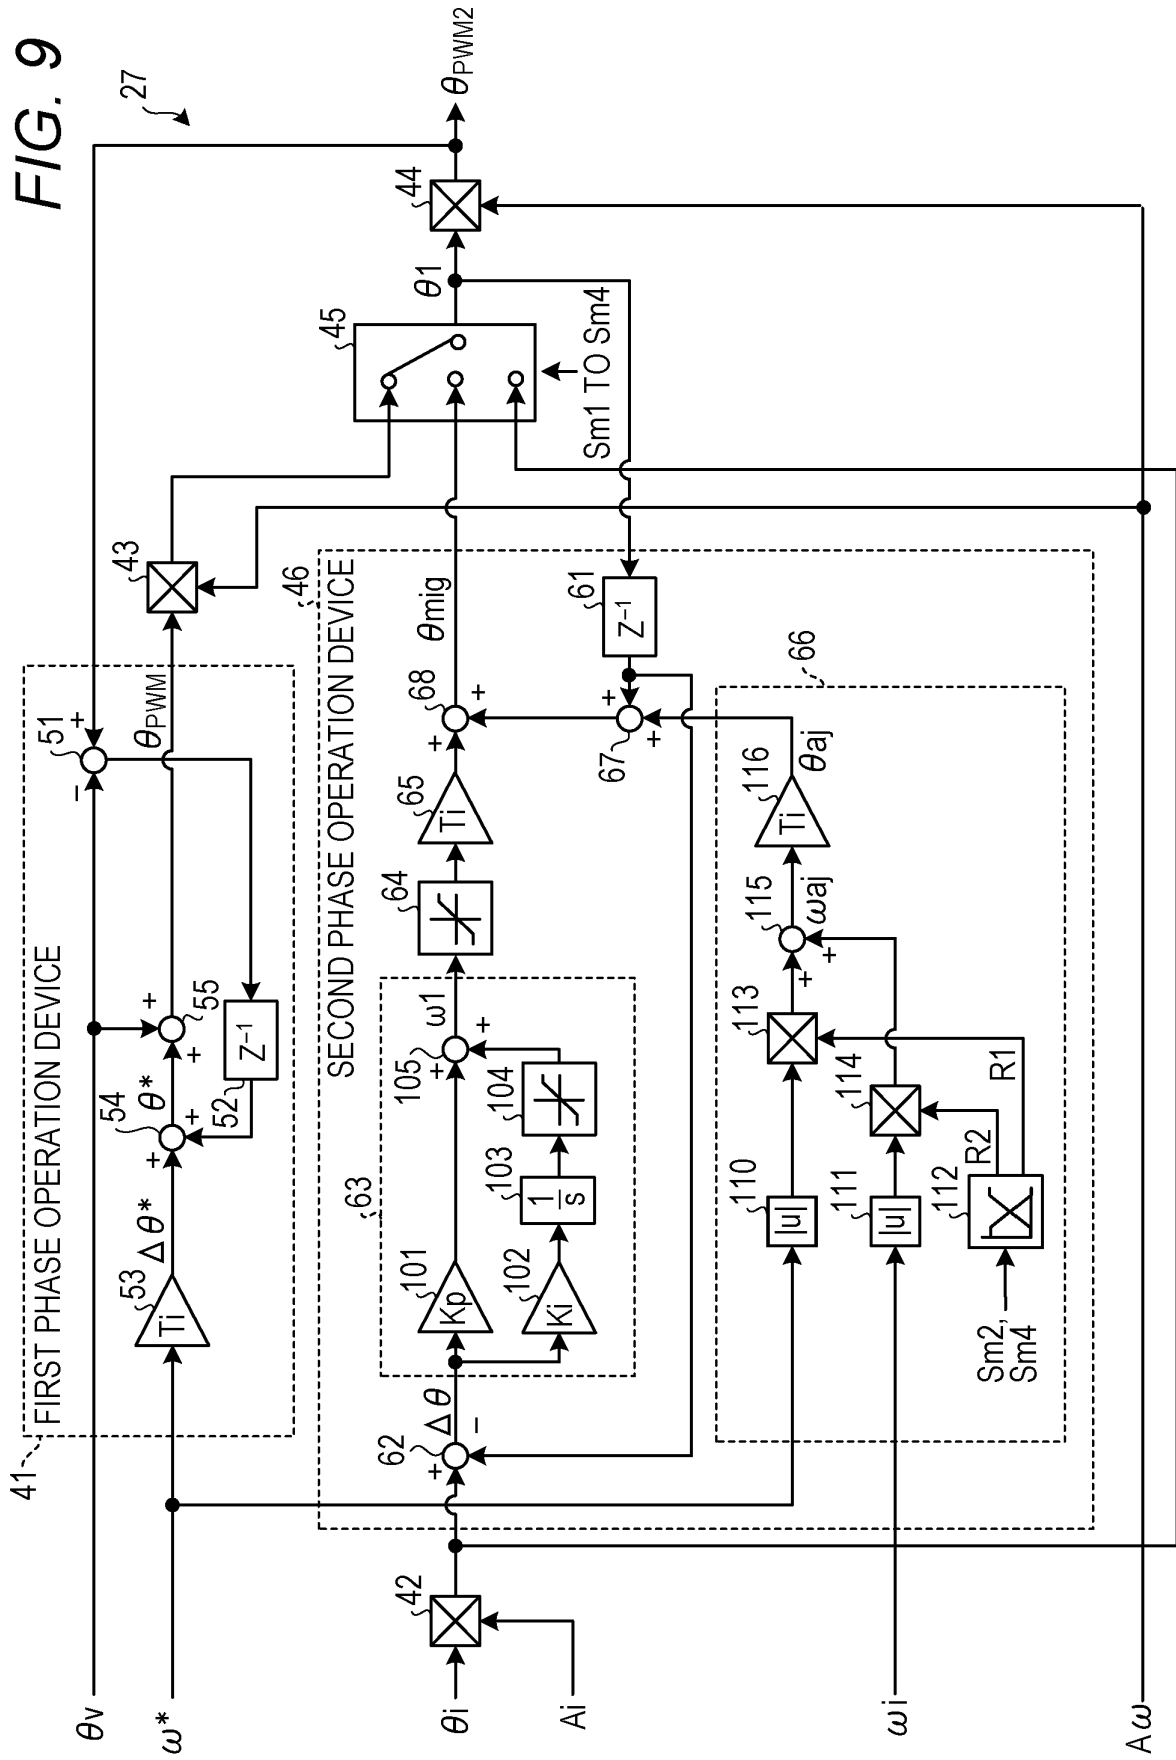 FIG. 9
27
41
FIRST PHASE OPERATION DEVICE
θv
ω*
53
Ti
Δθ*
54
θ*
55
+
+
+
+
52
Z⁻¹
51
−
+
θPWM
43
45
Sm1 TO Sm4
θ1
44
θPWM2
46
SECOND PHASE OPERATION DEVICE
θi
42
Ai
62
+
−
Δθ
63
101
Kp
102
Ki
103
1/s
104
105
+
+
ω1
64
65
Ti
68
+
+
θmig
61
Z⁻¹
67
+
+
66
ωi
110
|u|
111
|u|
112
Sm2,
Sm4
R2
R1
113
114
115
+
+
ωaj
116
Ti
θaj
Aω